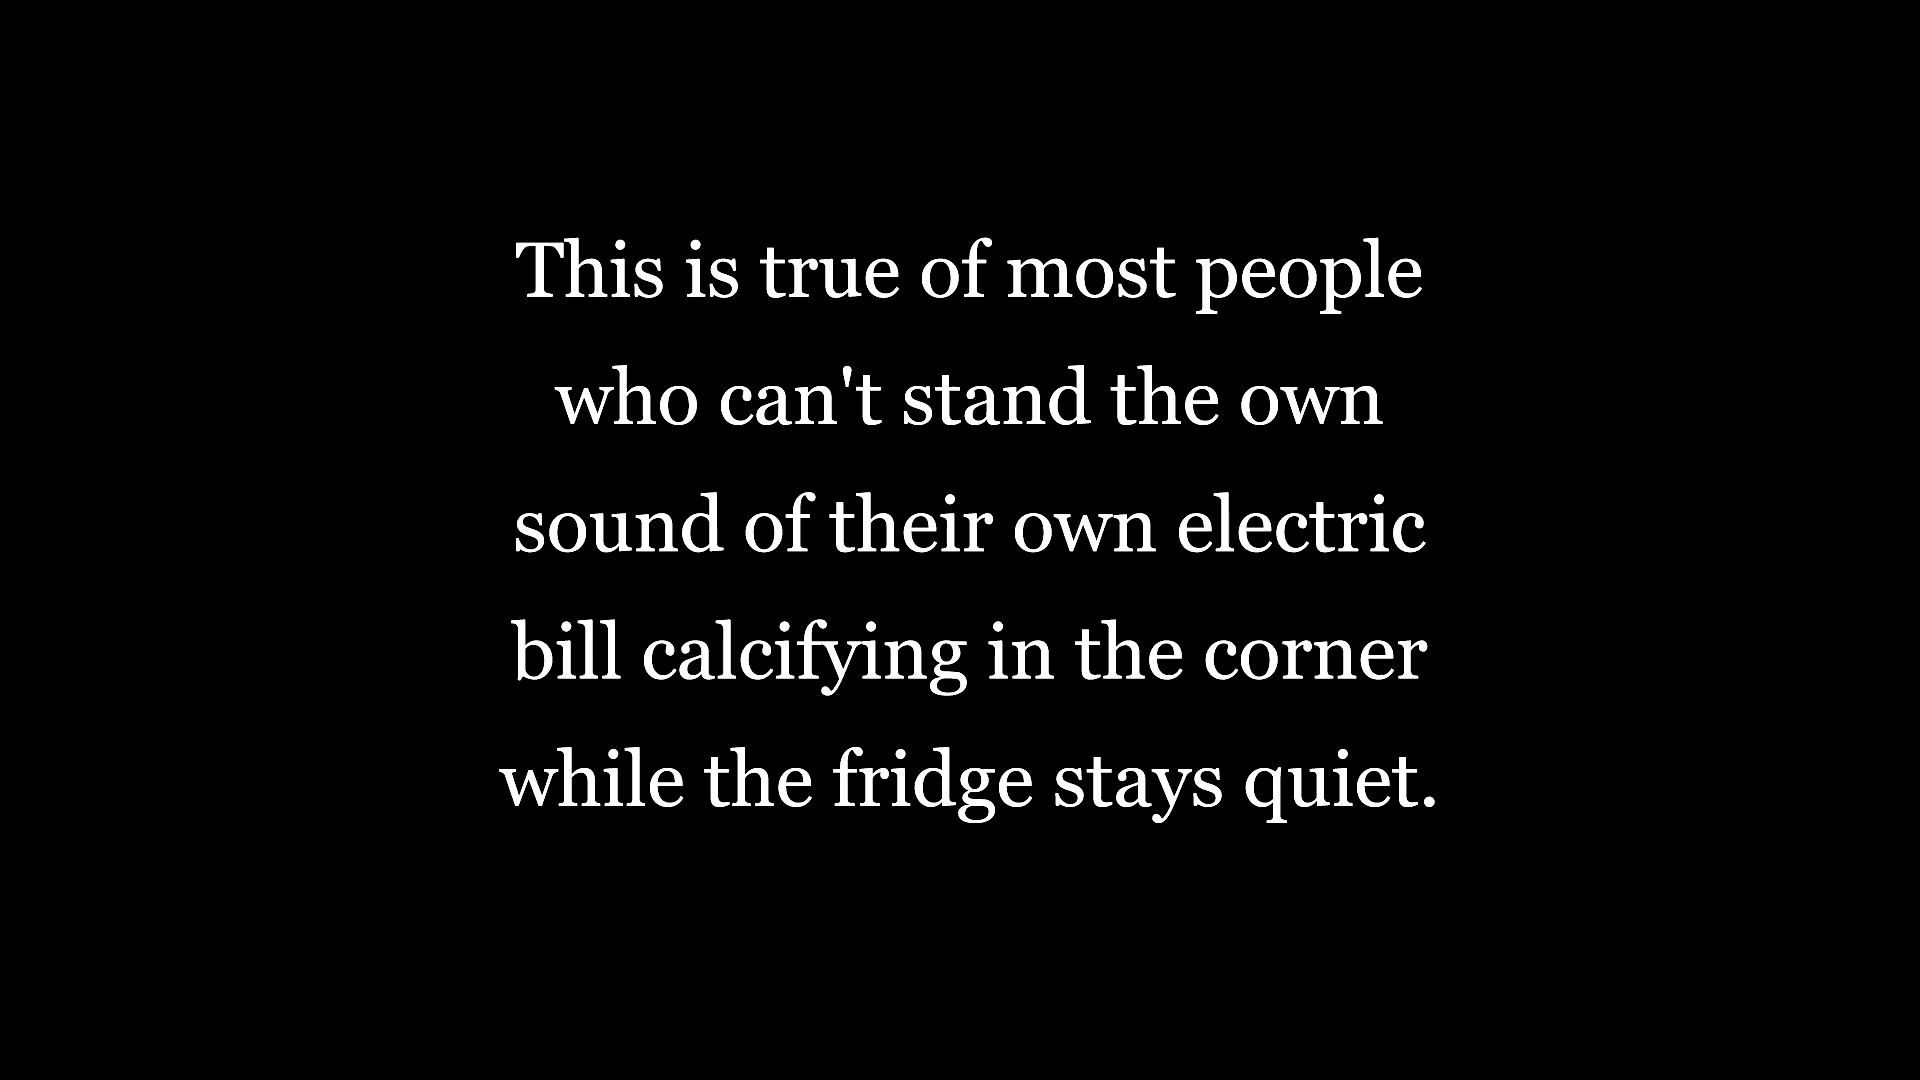 This is true of most people
who can't stand the own
sound of their own electric
bill calcifying in the corner
while the fridge stays quiet.